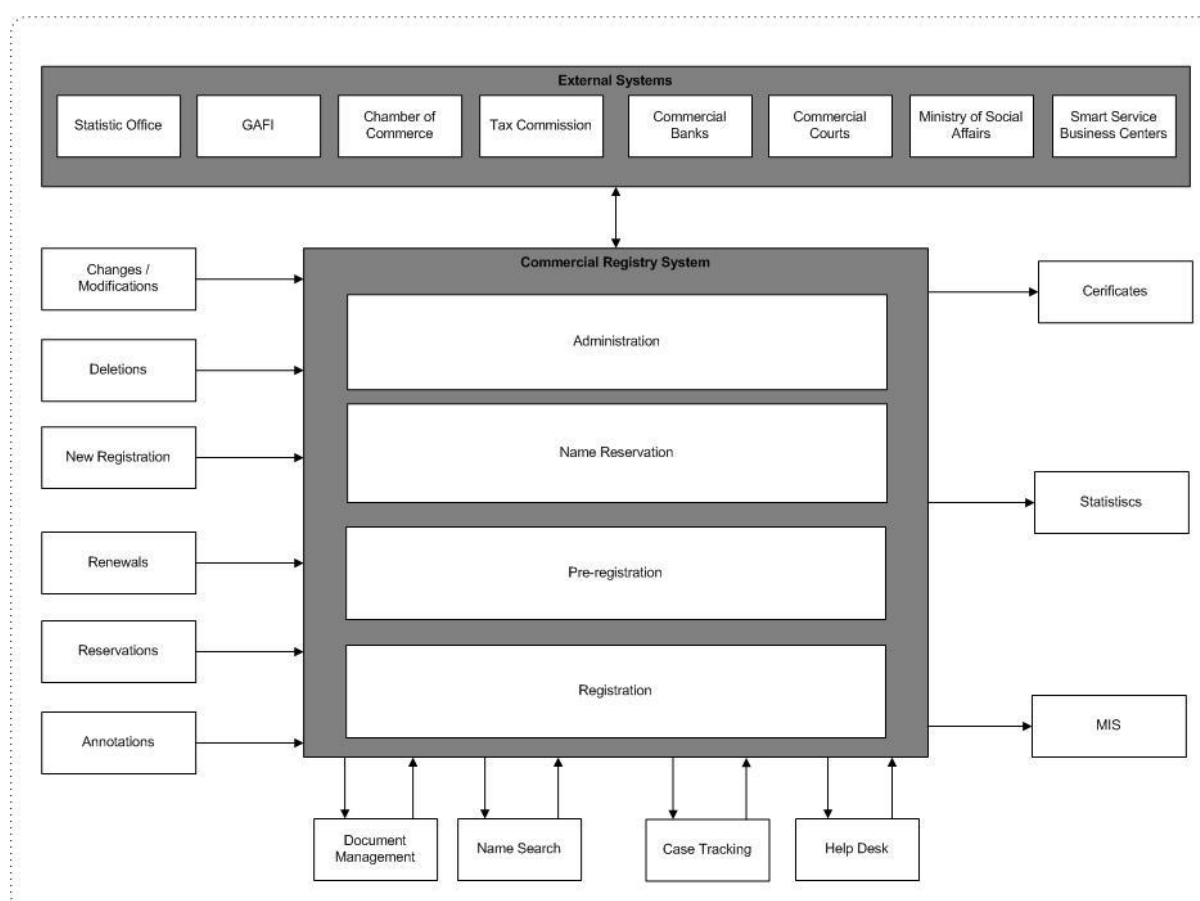 External Systems
Statistic Office
GAFI
Chamber of
Commerce
Tax Commission
Commercial
Banks
Commercial
Courts
Ministry of Social
Affairs
Smart Service
Business Centers
Changes /
Modifications
Deletions
New Registration
Renewals
Reservations
Annotations
Commercial Registry System
Administration
Name Reservation
Pre-registration
Registration
Cerificates
Statistiscs
MIS
Document
Management
Name Search
Case Tracking
Help Desk